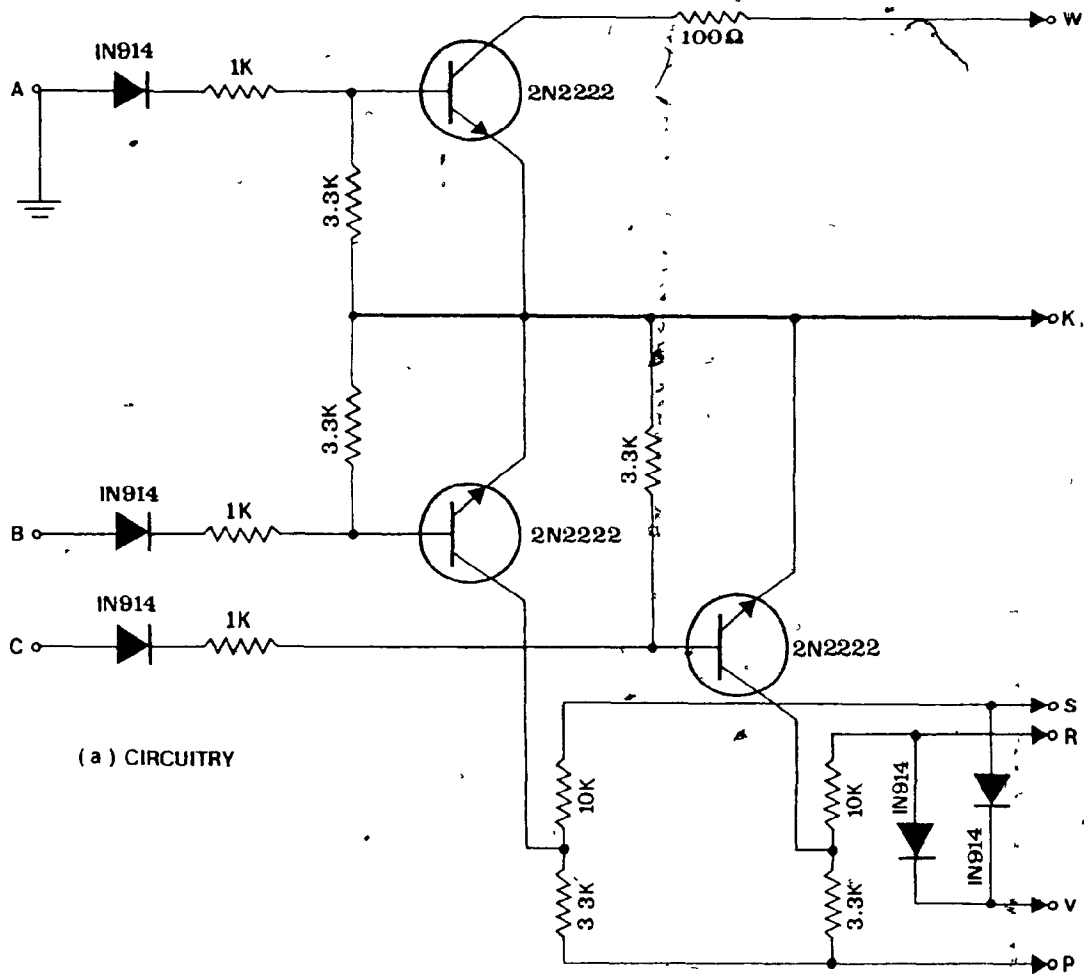 W
100Ω
IN914
1K
A
2N2222
3.3K
K
3.3K
3.3K
IN914
1K
B
2N2222
IN914
1K
C
2N2222
S
R
(a) CIRCUITRY
10K
10K
IN914
IN914
3 3K
3.3K
V
P